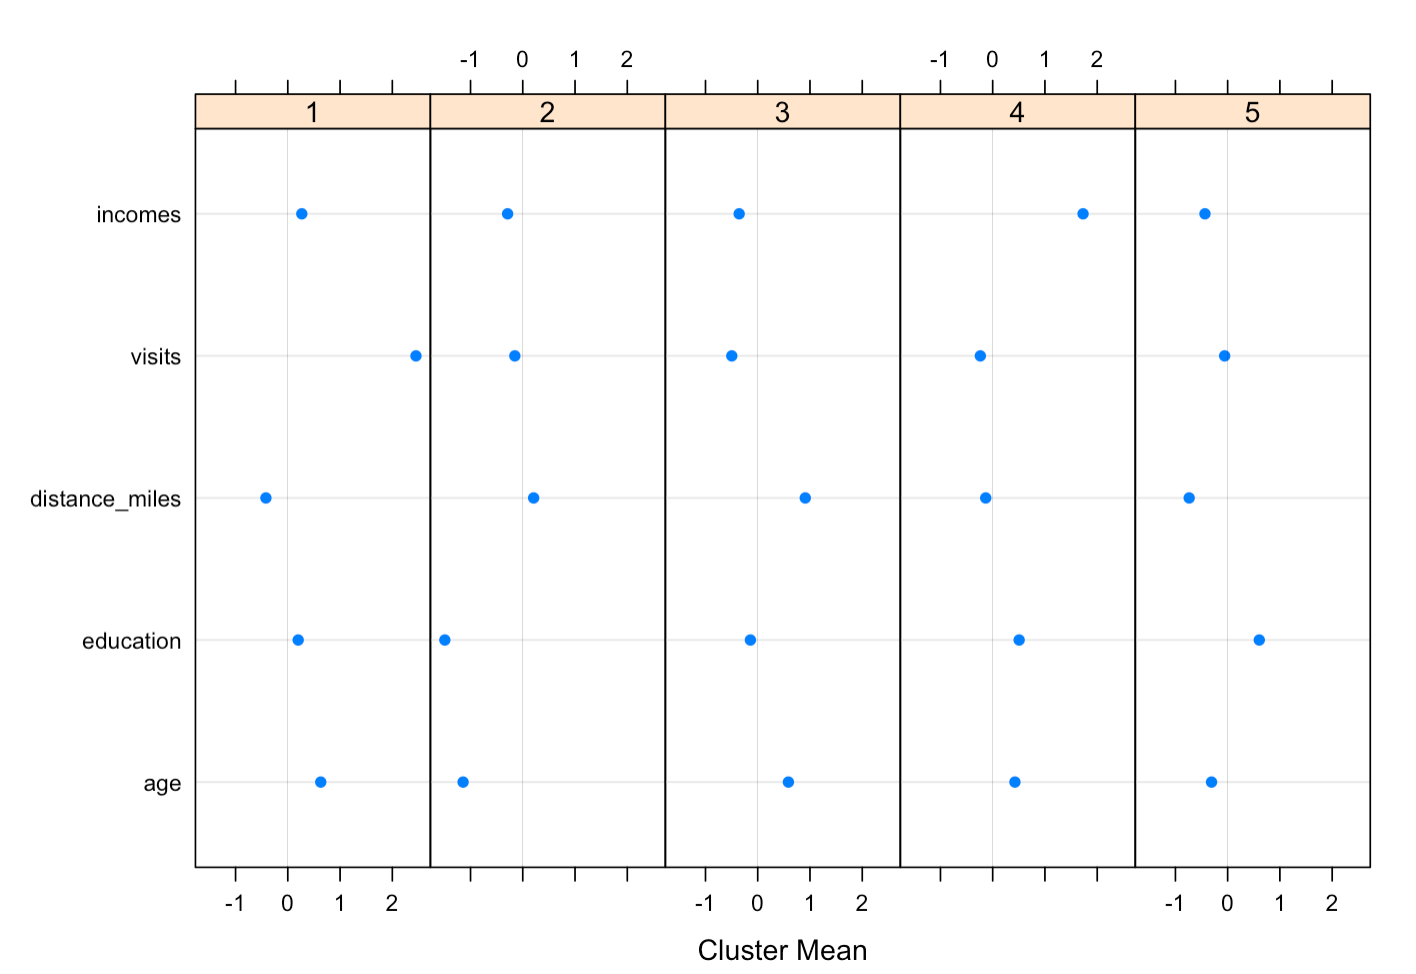 -1 0 1 2 -1 0 1 2
1 2 3 4 5
incomes
visits
distance_miles
education
age
-1 0 1 2 -1 0 1 2 -1 0 1 2
Cluster Mean